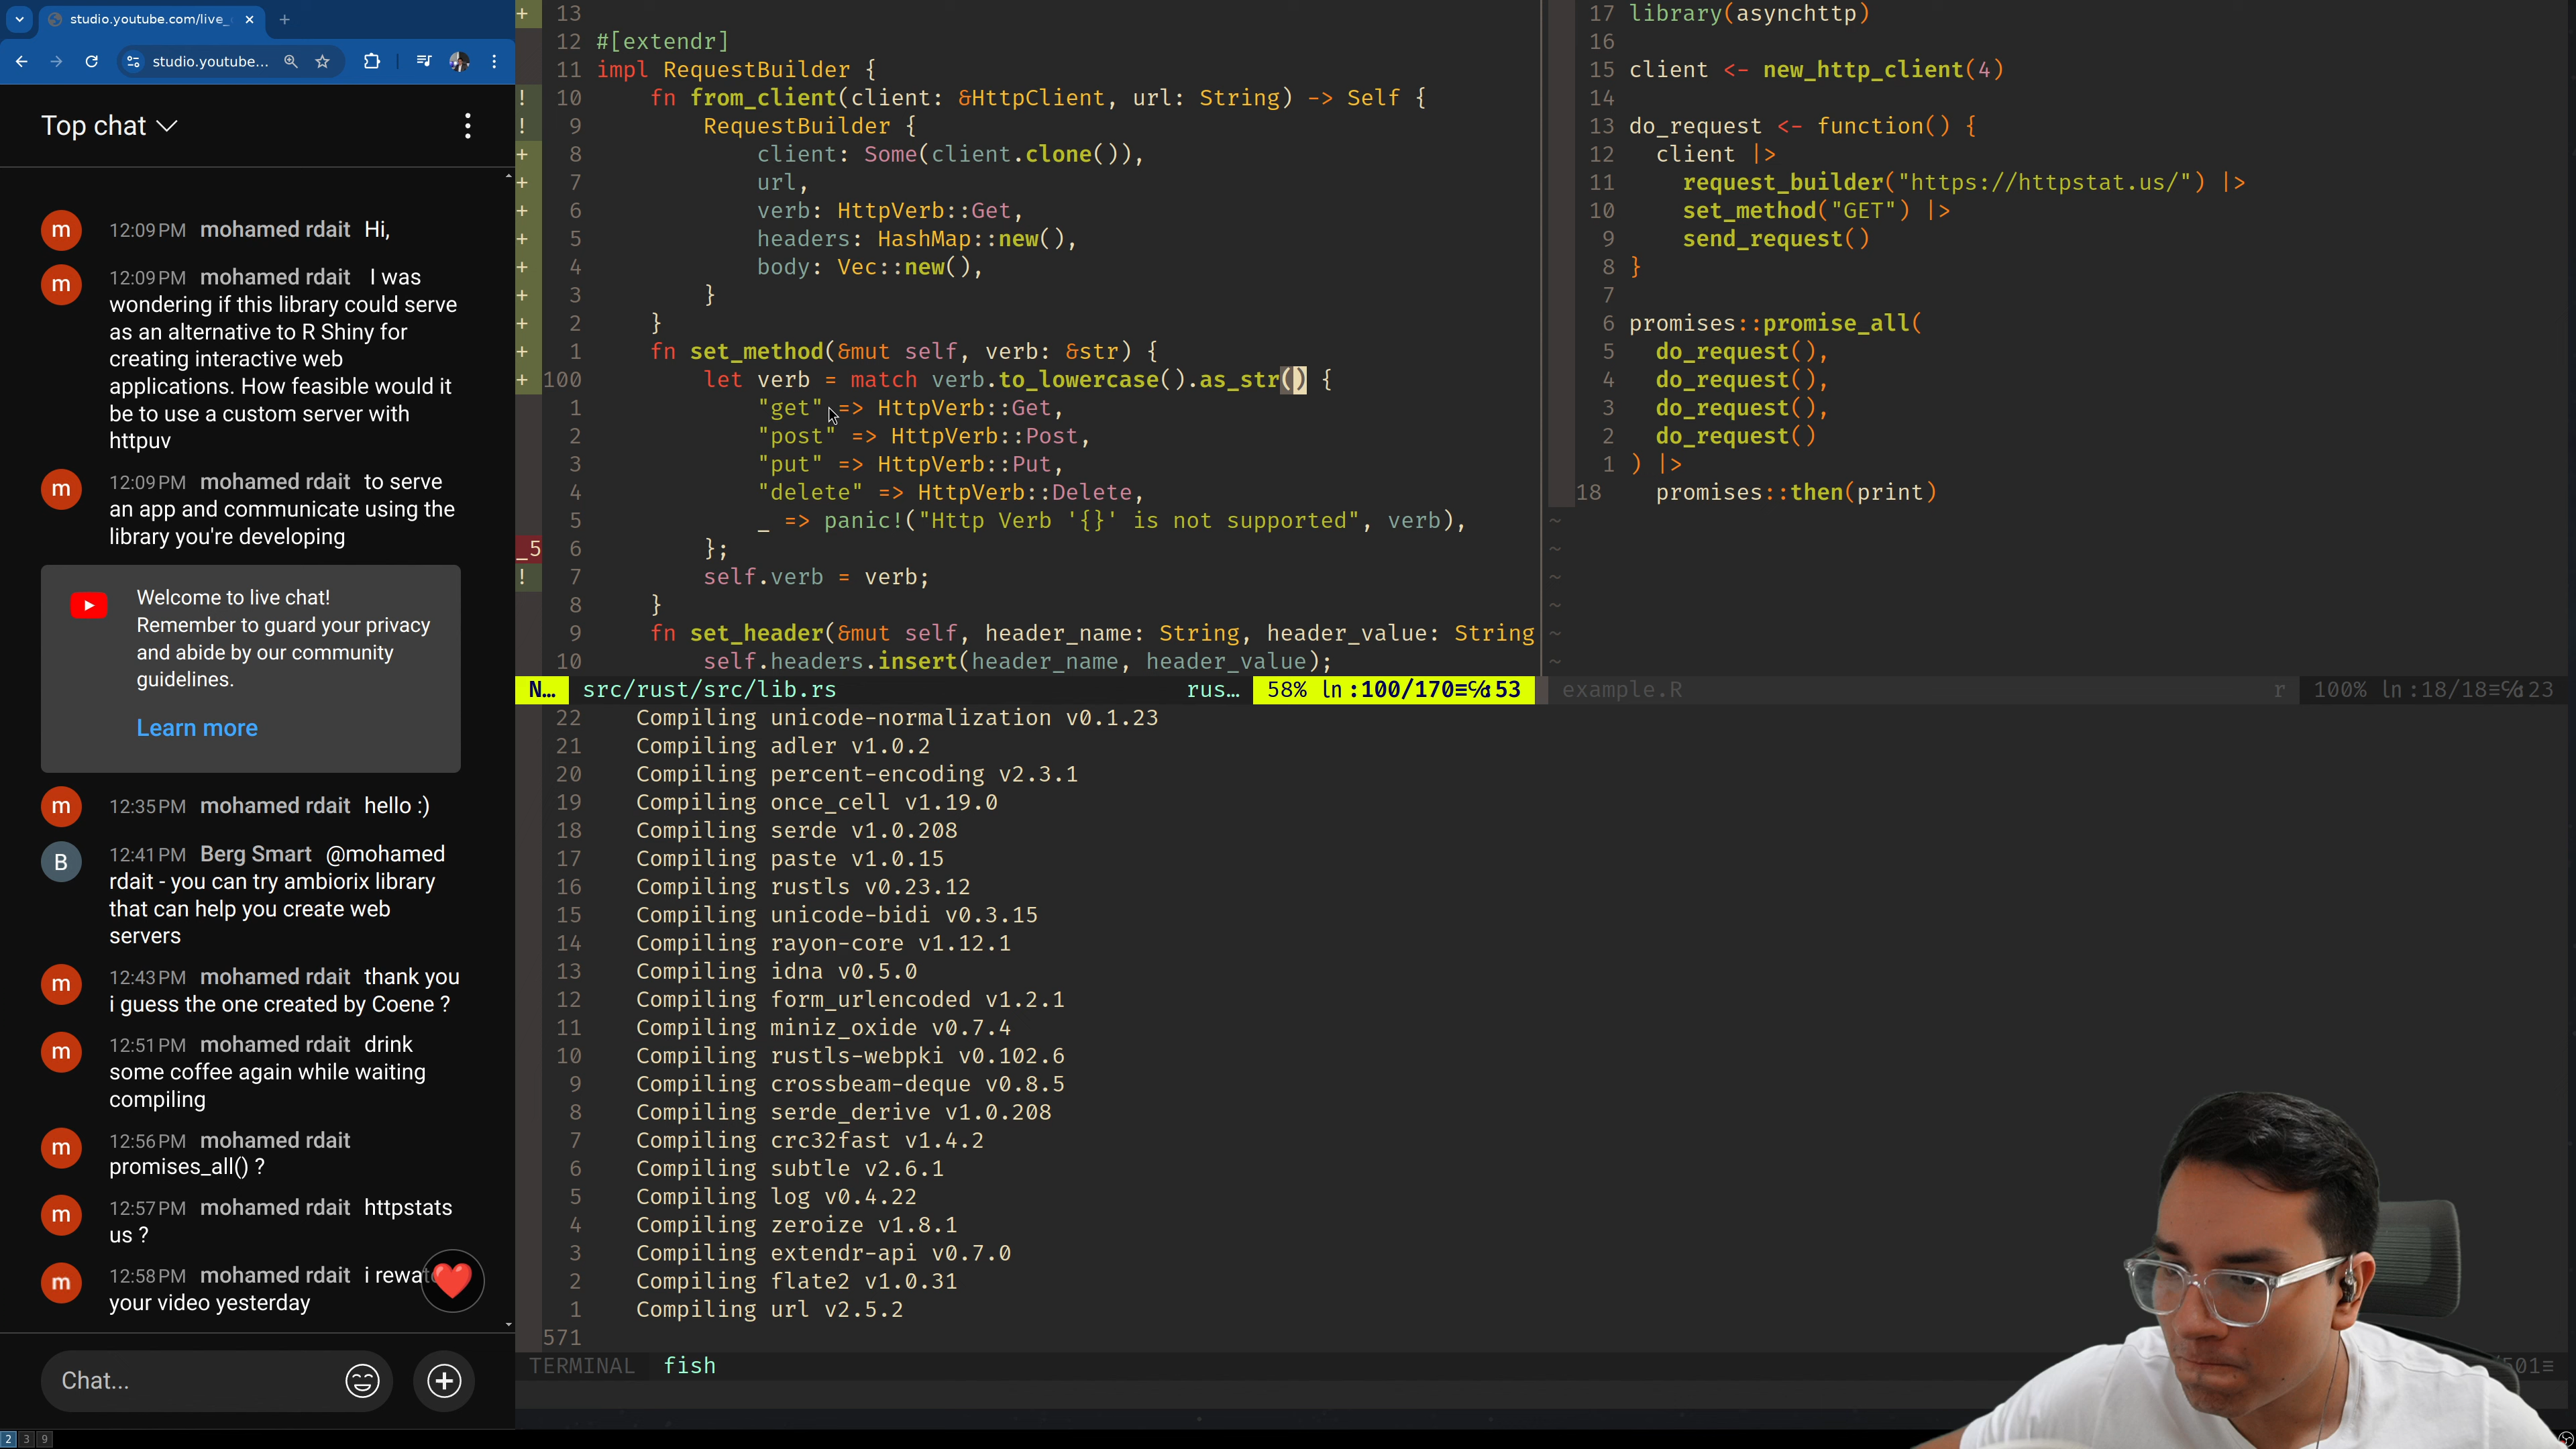 studio.youtube.com/live_
studio.youtube...
Top chat
m 12:09 PM mohamed rdait Hi,
m 12:09 PM mohamed rdait I was
wondering if this library could serve
as an alternative to R Shiny for
creating interactive web
applications. How feasible would it
be to use a custom server with
httpuv
m 12:09 PM mohamed rdait to serve
an app and communicate using the
library you're developing
Welcome to live chat!
Remember to guard your privacy
and abide by our community
guidelines.
Learn more
m 12:35 PM mohamed rdait hello :)
B 12:41 PM Berg Smart @mohamed
rdait - you can try ambiorix library
that can help you create web
servers
m 12:43 PM mohamed rdait thank you
i guess the one created by Coene ?
m 12:51 PM mohamed rdait drink
some coffee again while waiting
compiling
m 12:56 PM mohamed rdait
promises_all() ?
m 12:57 PM mohamed rdait httpstats
us ?
m 12:58 PM mohamed rdait i rewat
your video yesterday
Chat...
2 3 9
+ 13
12 #[extendr]
11 impl RequestBuilder {
! 10 fn from_client(client: &HttpClient, url: String) -> Self {
! 9 RequestBuilder {
+ 8 client: Some(client.clone()),
+ 7 url,
+ 6 verb: HttpVerb::Get,
+ 5 headers: HashMap::new(),
+ 4 body: Vec::new(),
+ 3 }
+ 2 }
+ 1 fn set_method(&mut self, verb: &str) {
+ 100 let verb = match verb.to_lowercase().as_str() {
1 "get" => HttpVerb::Get,
2 "post" => HttpVerb::Post,
3 "put" => HttpVerb::Put,
4 "delete" => HttpVerb::Delete,
5 _ => panic!("Http Verb '{}' is not supported", verb),
_5 6 };
! 7 self.verb = verb;
8 }
9 fn set_header(&mut self, header_name: String, header_value: String
10 self.headers.insert(header_name, header_value);
N... src/rust/src/lib.rs rus... 58% ln :100/170≡℅:53
17 library(asynchttp)
16
15 client <- new_http_client(4)
14
13 do_request <- function() {
12 client |>
11 request_builder("https://httpstat.us/") |>
10 set_method("GET") |>
9 send_request()
8 }
7
6 promises::promise_all(
5 do_request(),
4 do_request(),
3 do_request(),
2 do_request()
1 ) |>
18 promises::then(print)
~
~
~
~
~
~
example.R r 100% ln :18/18≡℅:23
22 Compiling unicode-normalization v0.1.23
21 Compiling adler v1.0.2
20 Compiling percent-encoding v2.3.1
19 Compiling once_cell v1.19.0
18 Compiling serde v1.0.208
17 Compiling paste v1.0.15
16 Compiling rustls v0.23.12
15 Compiling unicode-bidi v0.3.15
14 Compiling rayon-core v1.12.1
13 Compiling idna v0.5.0
12 Compiling form_urlencoded v1.2.1
11 Compiling miniz_oxide v0.7.4
10 Compiling rustls-webpki v0.102.6
9 Compiling crossbeam-deque v0.8.5
8 Compiling serde_derive v1.0.208
7 Compiling crc32fast v1.4.2
6 Compiling subtle v2.6.1
5 Compiling log v0.4.22
4 Compiling zeroize v1.8.1
3 Compiling extendr-api v0.7.0
2 Compiling flate2 v1.0.31
1 Compiling url v2.5.2
571
TERMINAL fish 501≡